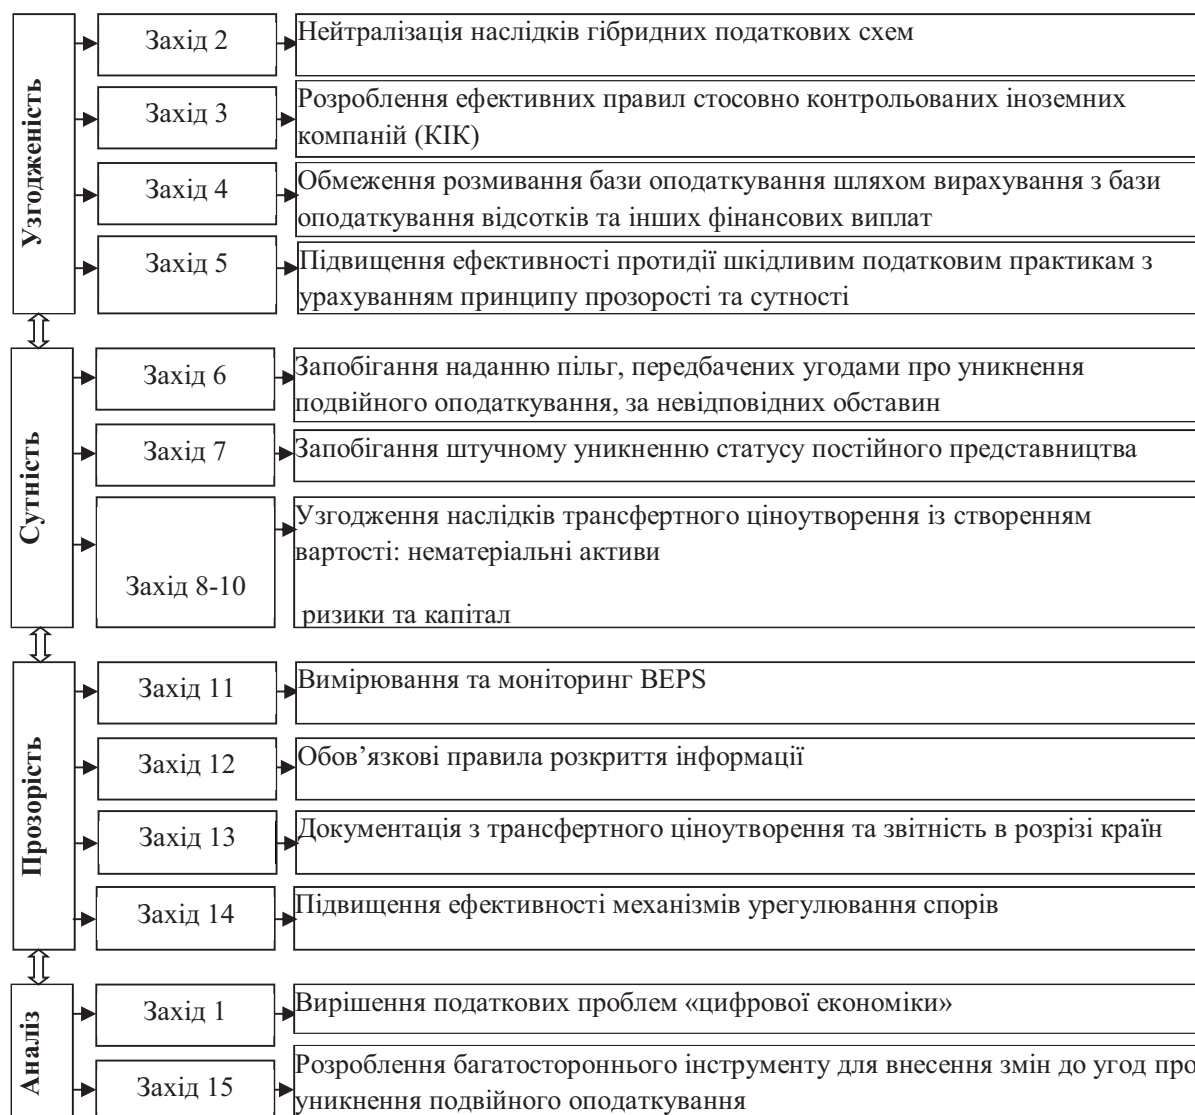 Узгодженість
Захід 2
Нейтралізація наслідків гібридних податкових схем
Захід 3
Розроблення ефективних правил стосовно контрольованих іноземних
компаній (КІК)
Захід 4
Обмеження розмивання бази оподаткування шляхом вирахування з бази
оподаткування відсотків та інших фінансових виплат
Захід 5
Підвищення ефективності протидії шкідливим податковим практикам з
урахуванням принципу прозорості та сутності
Сутність
Захід 6
Запобігання наданню пільг, передбачених угодами про уникнення
подвійного оподаткування, за невідповідних обставин
Захід 7
Запобігання штучному уникненню статусу постійного представництва
Захід 8-10
Узгодження наслідків трансфертного ціноутворення із створенням
вартості: нематеріальні активи
ризики та капітал
Прозорість
Захід 11
Вимірювання та моніторинг BEPS
Захід 12
Обов’язкові правила розкриття інформації
Захід 13
Документація з трансфертного ціноутворення та звітність в розрізі країн
Захід 14
Підвищення ефективності механізмів урегулювання спорів
Аналіз
Захід 1
Вирішення податкових проблем «цифрової економіки»
Захід 15
Розроблення багатостороннього інструменту для внесення змін до угод про
уникнення подвійного оподаткування